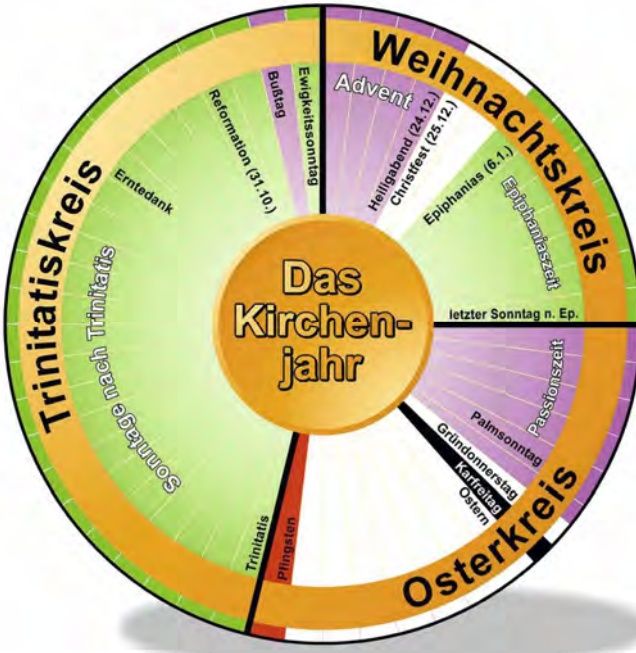 Das
Kirchen-
jahr
Weihnachtskreis
Advent
Heiligabend (24.12.)
Christfest (25.12.)
Epiphanias (6.1.)
Epiphaniaszeit
letzter Sonntag n. Ep.
Osterkreis
Passionszeit
Palmsonntag
Gründonnerstag
Karfreitag
Ostern
Pfingsten
Trinitatiskreis
Trinitatis
Sonntage nach Trinitatis
Erntedank
Reformation (31.10.)
Bußtag
Ewigkeitssonntag